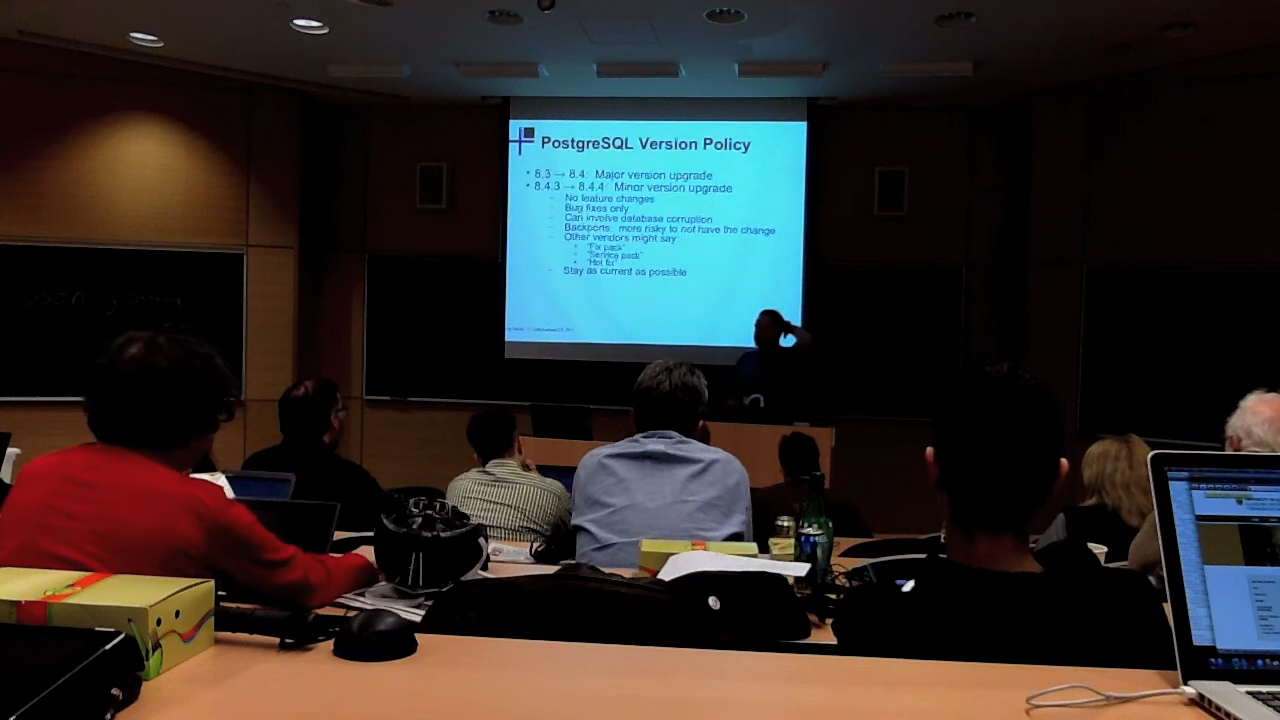 PostgreSQL Version Policy
• 8.3 → 8.4: Major version upgrade
• 8.4.3 → 8.4.4: Minor version upgrade
– No feature changes
– Bug fixes only
– Can involve database corruption
– Backports: more risky to not have the change
– Other vendors might say:
• "Fix pack"
• "Service pack"
• "Hot fix"
– Stay as current as possible